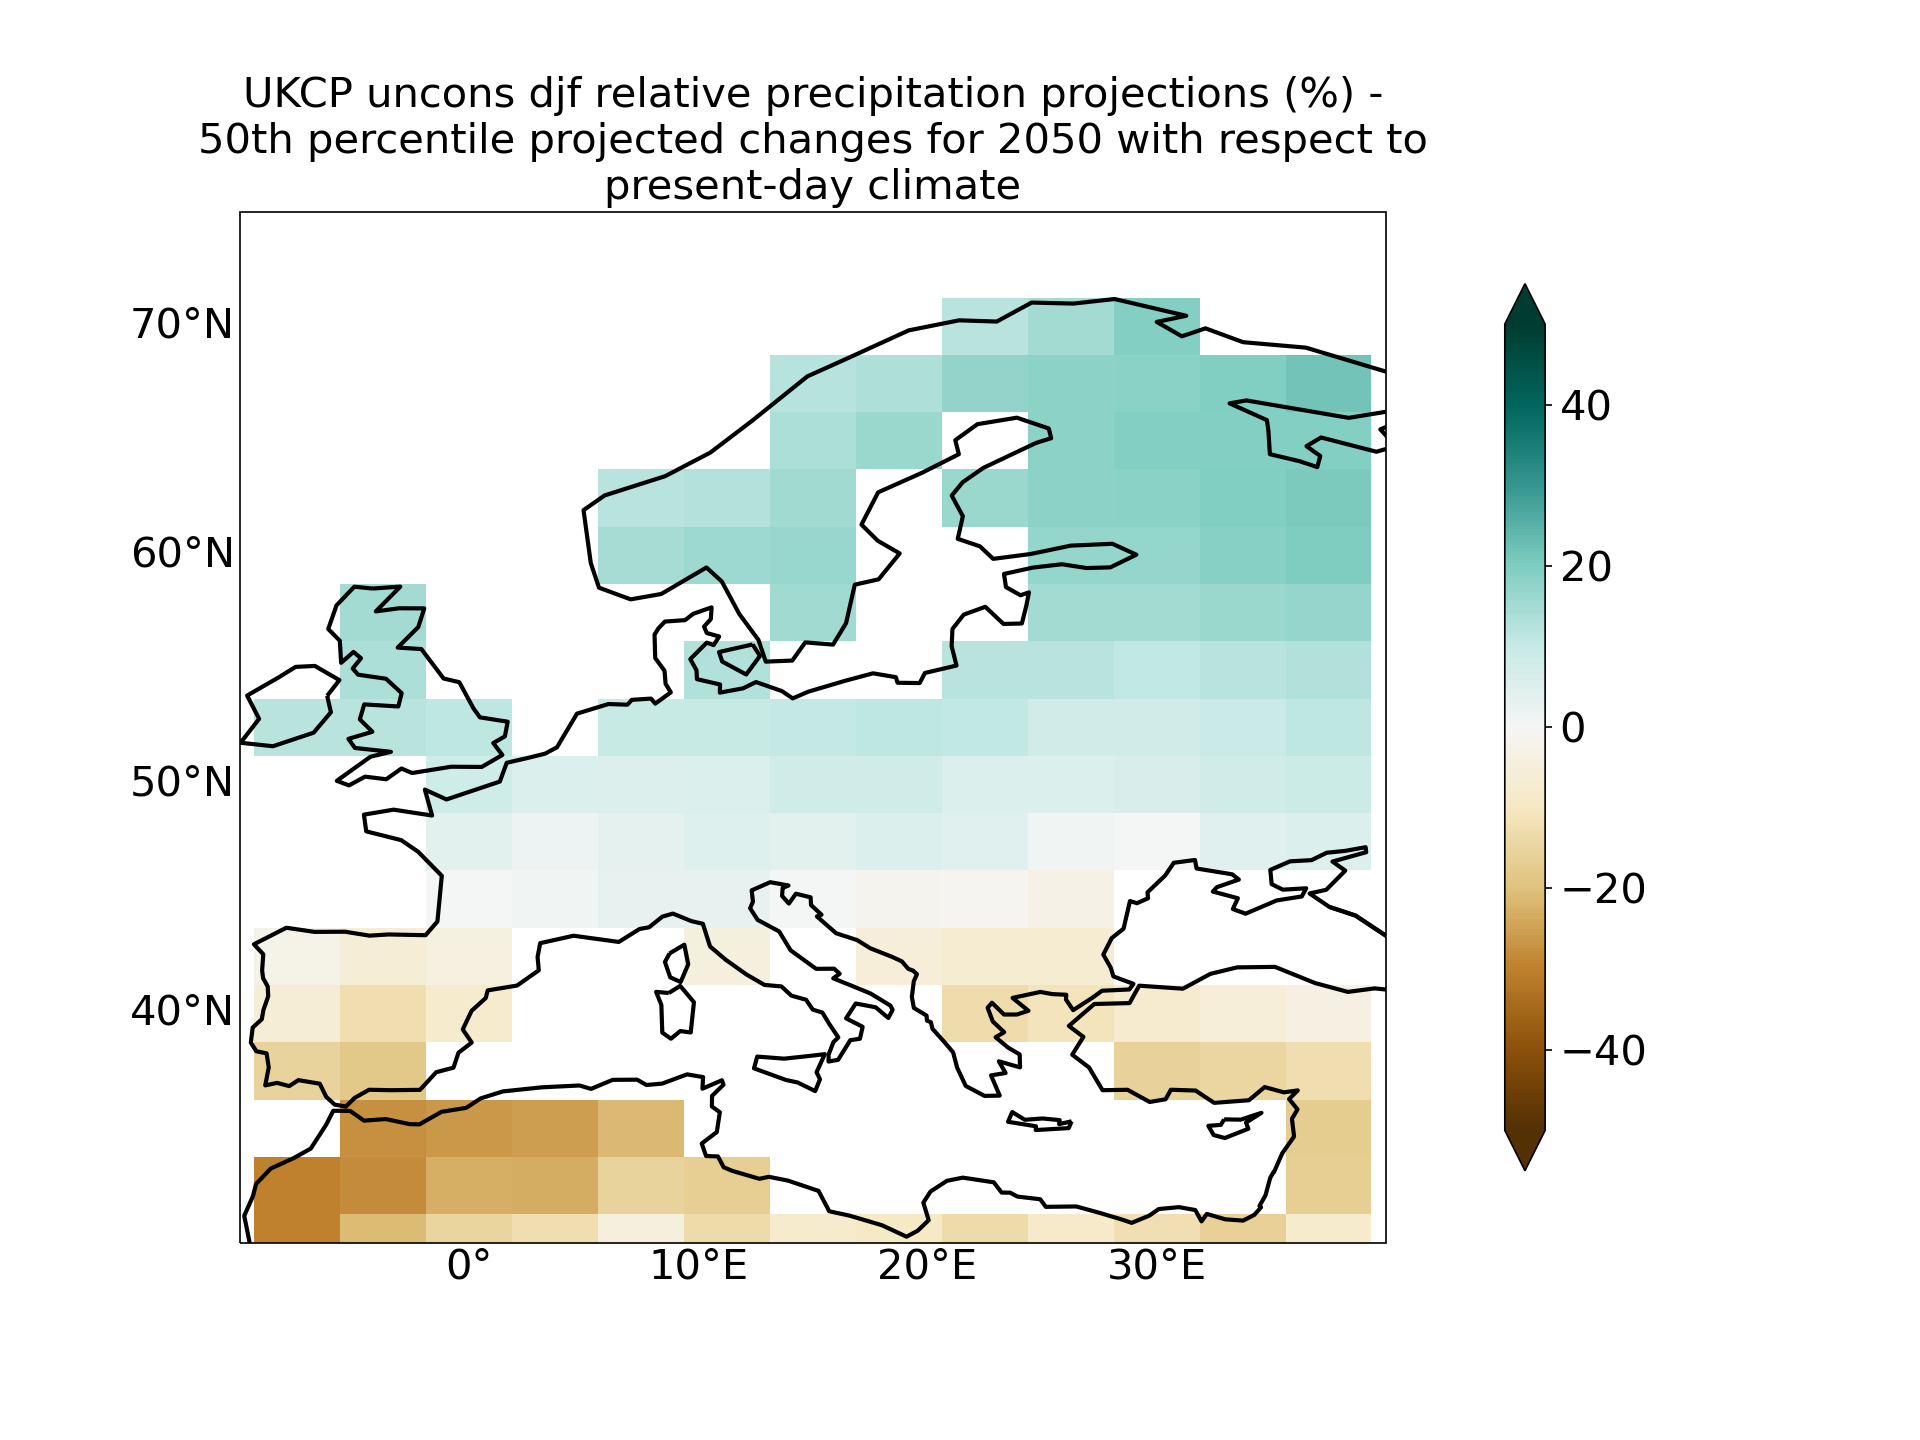 UKCP uncons djf relative precipitation projections (%) -
50th percentile projected changes for 2050 with respect to
present-day climate
70°N
60°N
50°N
40°N
0°
10°E
20°E
30°E
40
20
0
−20
−40